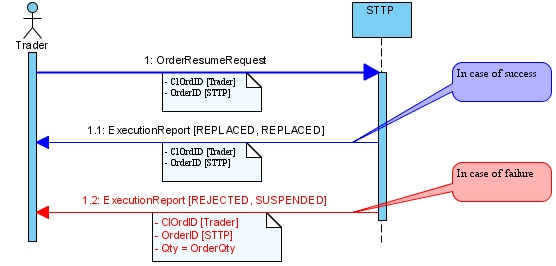 STTP
Trader
1: OrderResumeRequest
- ClOrdID [Trader]
- OrderID [STTP]
In case of success
1.1: ExecutionReport [REPLACED, REPLACED]
- ClOrdID [Trader]
- OrderID [STTP]
In case of failure
1.2: ExecutionReport [REJECTED, SUSPENDED]
- ClOrdID [Trader]
- OrderID [STTP]
- Qty = OrderQty